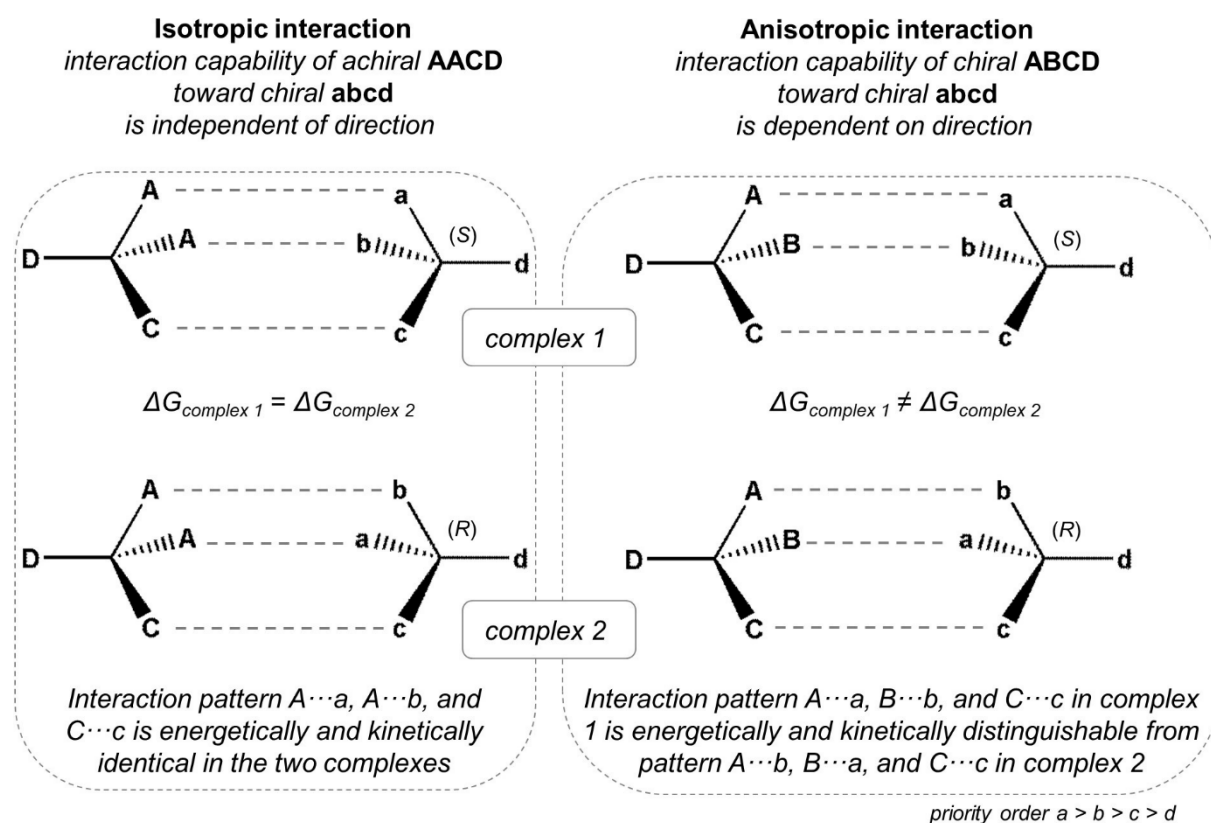 Isotropic interaction
interaction capability of achiral AACD
toward chiral abcd
is independent of direction
A a
A b (S)
D d
C c
ΔGcomplex 1 = ΔGcomplex 2
A b
A a (R)
D d
C c
Interaction pattern A···a, A···b, and
C···c is energetically and kinetically
identical in the two complexes
complex 1
complex 2
Anisotropic interaction
interaction capability of chiral ABCD
toward chiral abcd
is dependent on direction
A a
B b (S)
D d
C c
ΔGcomplex 1 ≠ ΔGcomplex 2
A b
B a (R)
D d
C c
Interaction pattern A···a, B···b, and C···c in complex
1 is energetically and kinetically distinguishable from
pattern A···b, B···a, and C···c in complex 2
priority order a > b > c > d